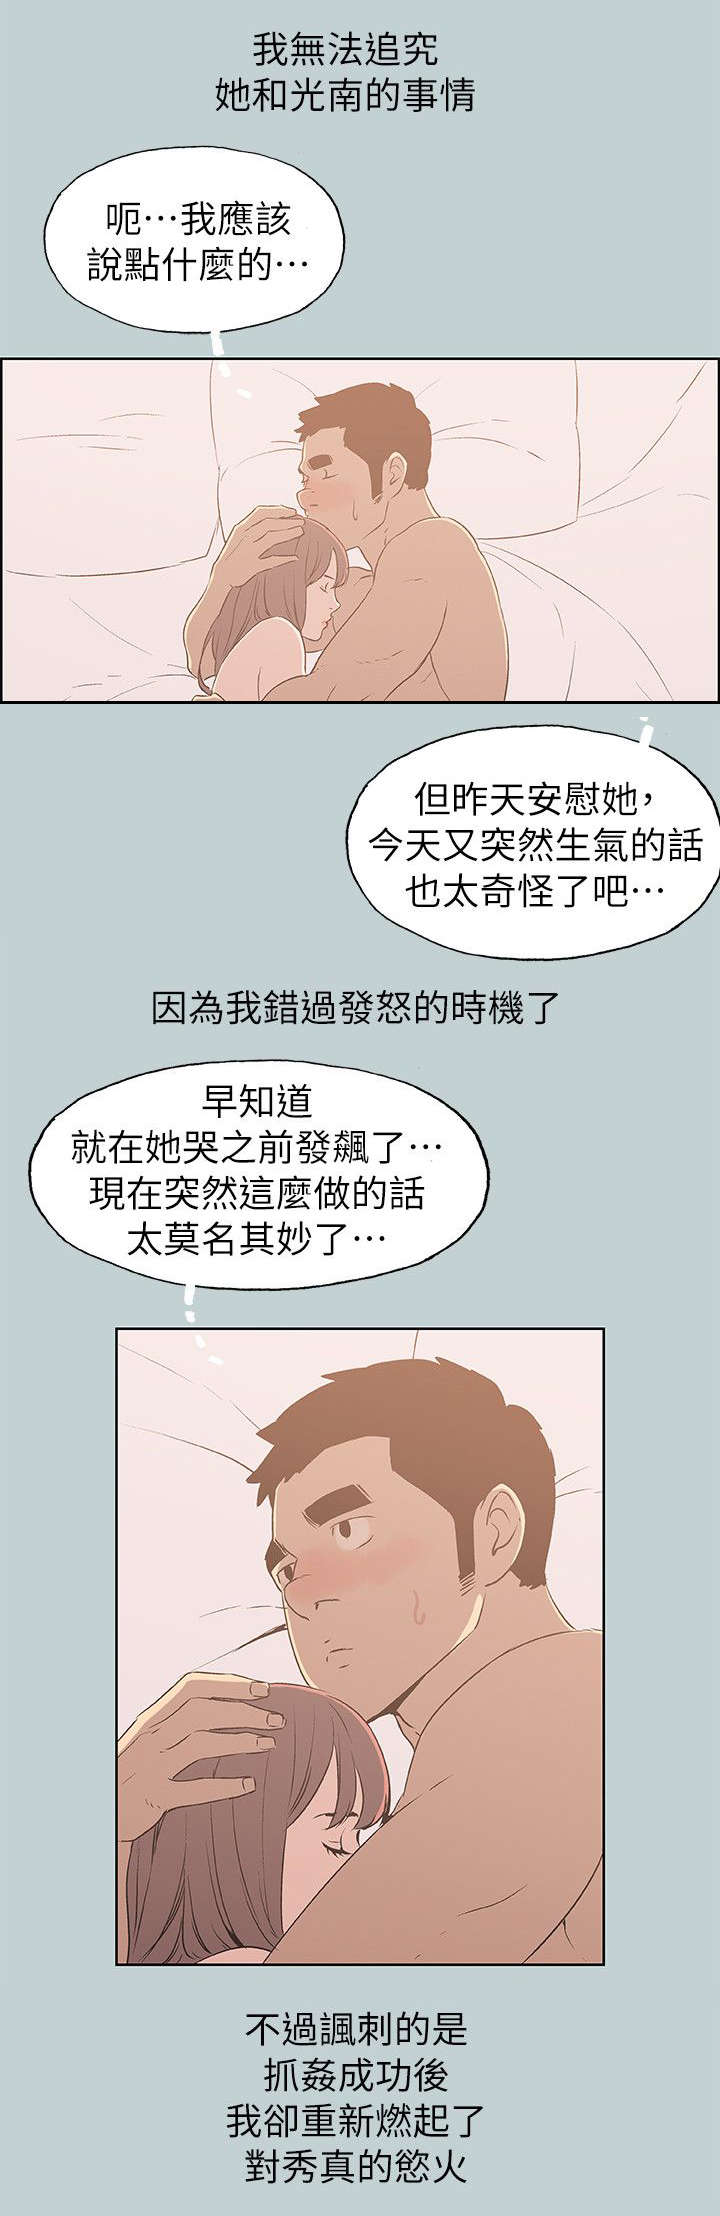 我無法追究
她和光南的事情
呃⋯我應該
說點什麼的⋯
但昨天安慰她，
今天又突然生氣的話
也太奇怪了吧⋯
因為我錯過發怒的時機了
早知道
就在她哭之前發飆了⋯
現在突然這麼做的話
太莫名其妙了⋯
不過諷刺的是
抓姦成功後
我卻重新燃起了
對秀真的慾火